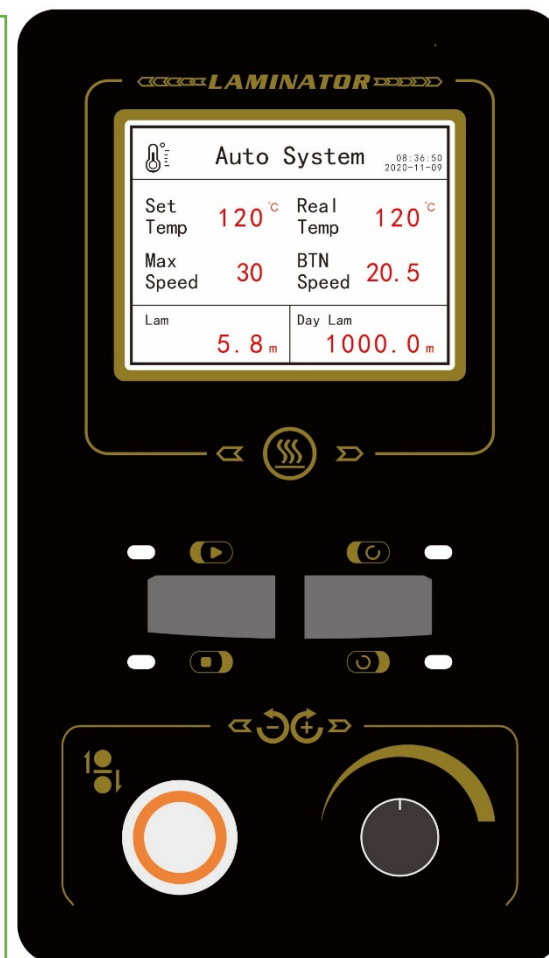 LAMINATOR
Auto System
08:36:50
2020-11-09
Set Temp 120℃ Real Temp 120℃
Max Speed 30 BTN Speed 20.5
Lam Day Lam
5.8m 1000.0m